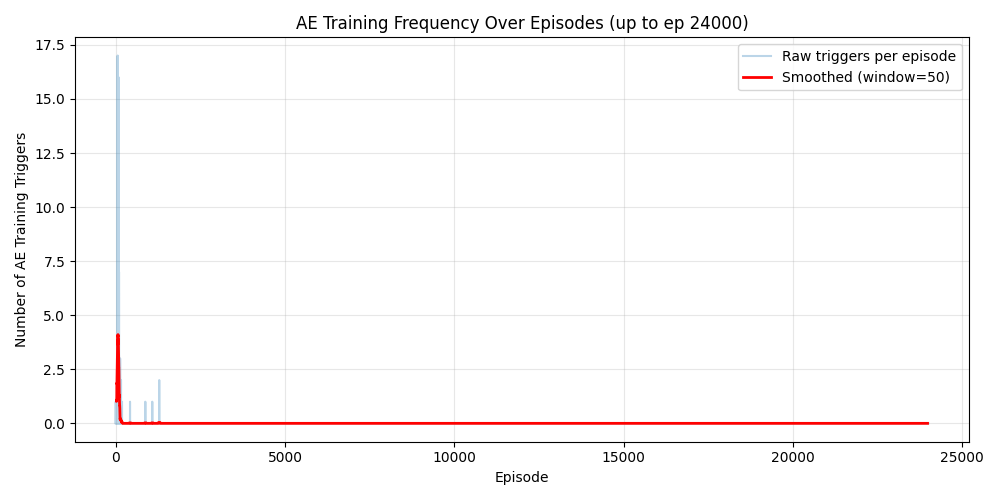 AE Training Frequency Over Episodes (up to ep 24000)
Raw triggers per episode
Smoothed (window=50)
Number of AE Training Triggers
17.5
15.0
12.5
10.0
7.5
5.0
2.5
0.0
0 5000 10000 15000 20000 25000
Episode